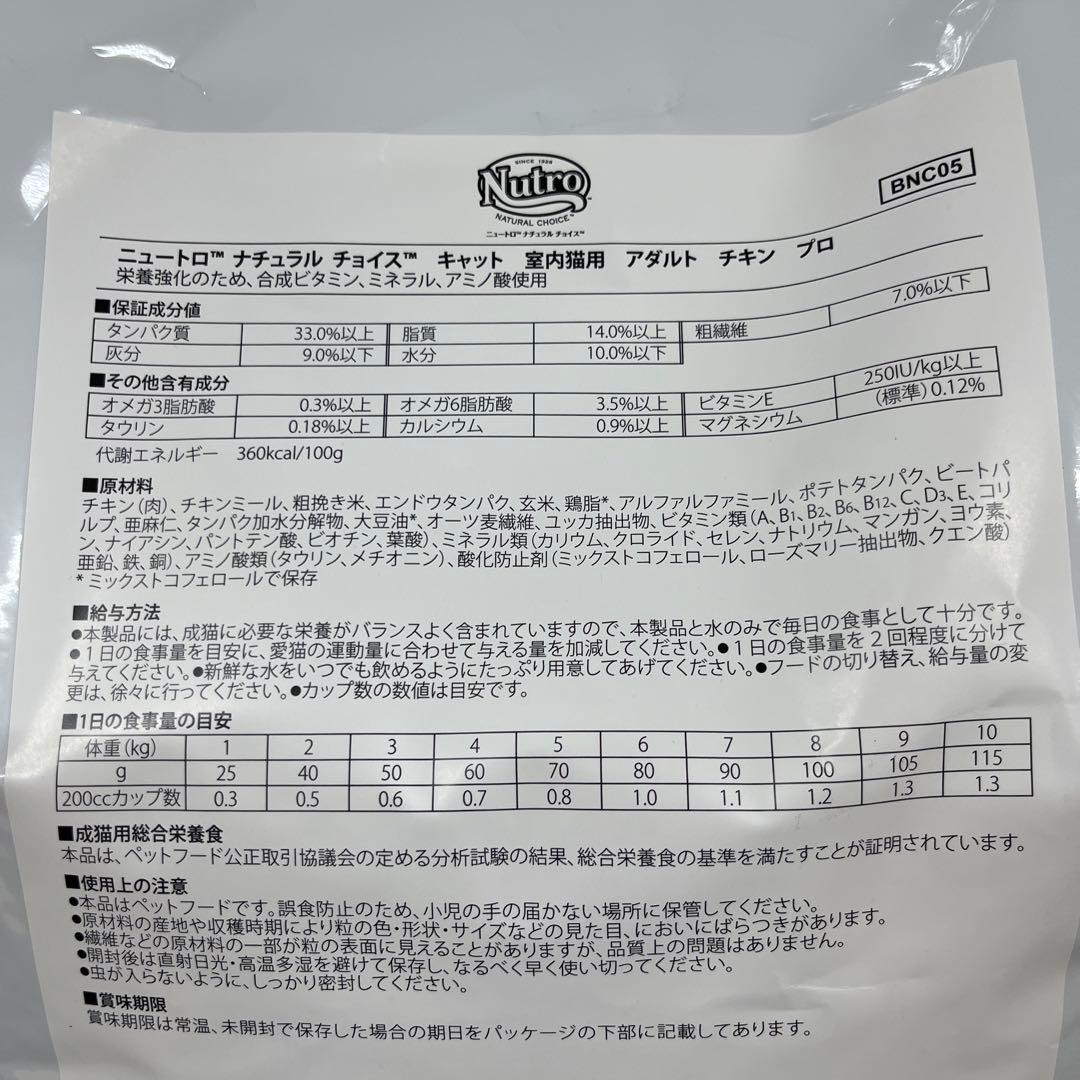 SINCE 1926
Nutro™
NATURAL CHOICE™
ニュートロ™ ナチュラル チョイス™
BNC05
ニュートロ™ ナチュラル チョイス™ キャット 室内猫用 アダルト チキン プロ
栄養強化のため、合成ビタミン、ミネラル、アミノ酸使用
■保証成分値
タンパク質 33.0%以上 脂質 14.0%以上 粗繊維 7.0%以下
灰分 9.0%以下 水分 10.0%以下
■その他含有成分
オメガ3脂肪酸 0.3%以上 オメガ6脂肪酸 3.5%以上 ビタミンE 250IU/kg以上
タウリン 0.18%以上 カルシウム 0.9%以上 マグネシウム (標準)0.12%
代謝エネルギー 360kcal/100g
■原材料
チキン(肉)、チキンミール、粗挽き米、エンドウタンパク、玄米、鶏脂*、アルファルファミール、ポテトタンパク、ビートパ
ルプ、亜麻仁、タンパク加水分解物、大豆油*、オーツ麦繊維、ユッカ抽出物、ビタミン類(A、B1、B2、B6、B12、C、D3、E、コリ
ン、ナイアシン、パントテン酸、ビオチン、葉酸)、ミネラル類(カリウム、クロライド、セレン、ナトリウム、マンガン、ヨウ素、
亜鉛、鉄、銅)、アミノ酸類(タウリン、メチオニン)、酸化防止剤(ミックストコフェロール、ローズマリー抽出物、クエン酸)
* ミックストコフェロールで保存
■給与方法
●本製品には、成猫に必要な栄養がバランスよく含まれていますので、本製品と水のみで毎日の食事として十分です。
●1日の食事量を目安に、愛猫の運動量に合わせて与える量を加減してください。●1日の食事量を2回程度に分けて
与えてください。●新鮮な水をいつでも飲めるようにたっぷり用意してあげてください。●フードの切り替え、給与量の変
更は、徐々に行ってください。●カップ数の数値は目安です。
■1日の食事量の目安
体重(kg) 1 2 3 4 5 6 7 8 9 10
g 25 40 50 60 70 80 90 100 105 115
200ccカップ数 0.3 0.5 0.6 0.7 0.8 1.0 1.1 1.2 1.3 1.3
■成猫用総合栄養食
本品は、ペットフード公正取引協議会の定める分析試験の結果、総合栄養食の基準を満たすことが証明されています。
■使用上の注意
●本品はペットフードです。誤食防止のため、小児の手の届かない場所に保管してください。
●原材料の産地や収穫時期により粒の色・形状・サイズなどの見た目、においにばらつきがあります。
●繊維などの原材料の一部が粒の表面に見えることがありますが、品質上の問題はありません。
●開封後は直射日光・高温多湿を避けて保存し、なるべく早く使い切ってください。
●虫が入らないように、しっかり密封してください。
■賞味期限
賞味期限は常温、未開封で保存した場合の期日をパッケージの下部に記載してあります。